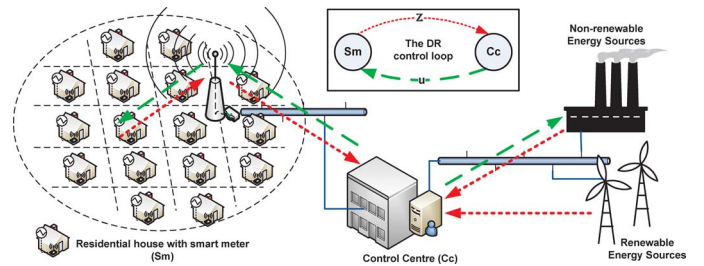 Z
Sm
The DR
control loop
Cc
u
Non-renewable
Energy Sources
Residential house with smart meter
(Sm)
Control Centre (Cc)
Renewable
Energy Sources